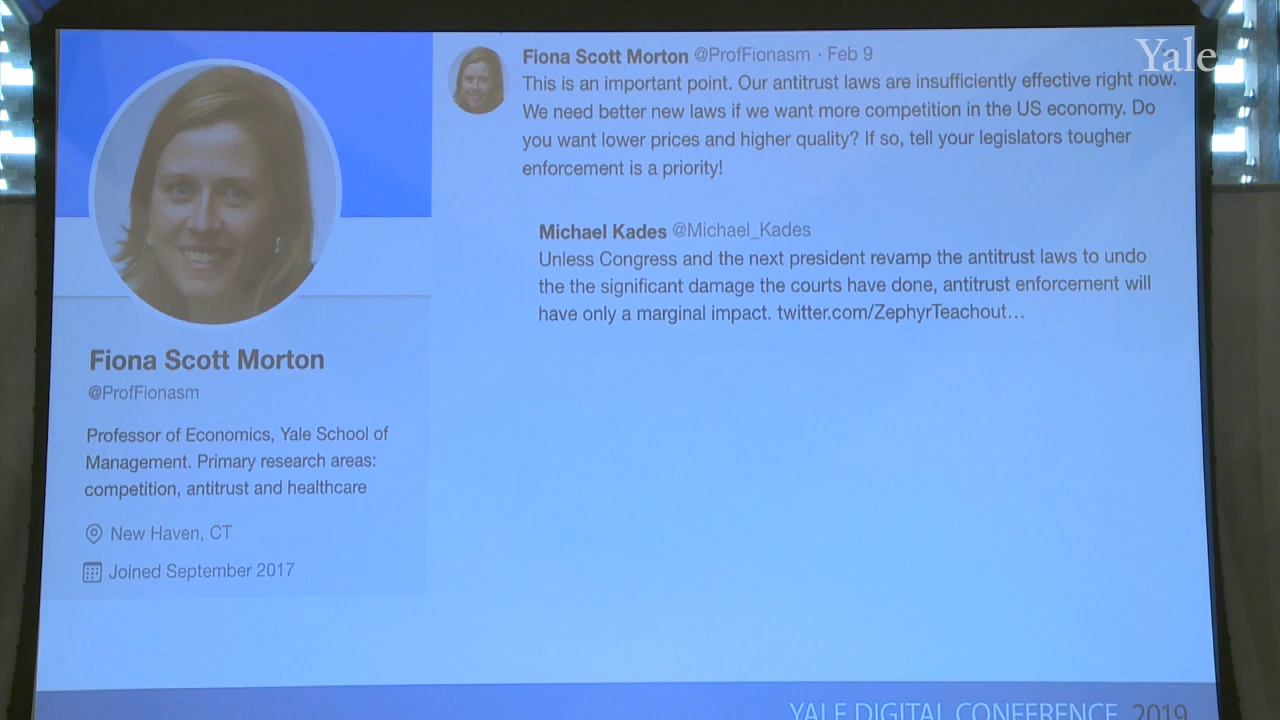 Yale
Fiona Scott Morton @ProfFionasm · Feb 9
This is an important point. Our antitrust laws are insufficiently effective right now.
We need better new laws if we want more competition in the US economy. Do
you want lower prices and higher quality? If so, tell your legislators tougher
enforcement is a priority!
Michael Kades @Michael_Kades
Unless Congress and the next president revamp the antitrust laws to undo
the the significant damage the courts have done, antitrust enforcement will
have only a marginal impact. twitter.com/ZephyrTeachout…
Fiona Scott Morton
@ProfFionasm
Professor of Economics, Yale School of
Management. Primary research areas:
competition, antitrust and healthcare
New Haven, CT
Joined September 2017
YALE DIGITAL CONFERENCE 2019